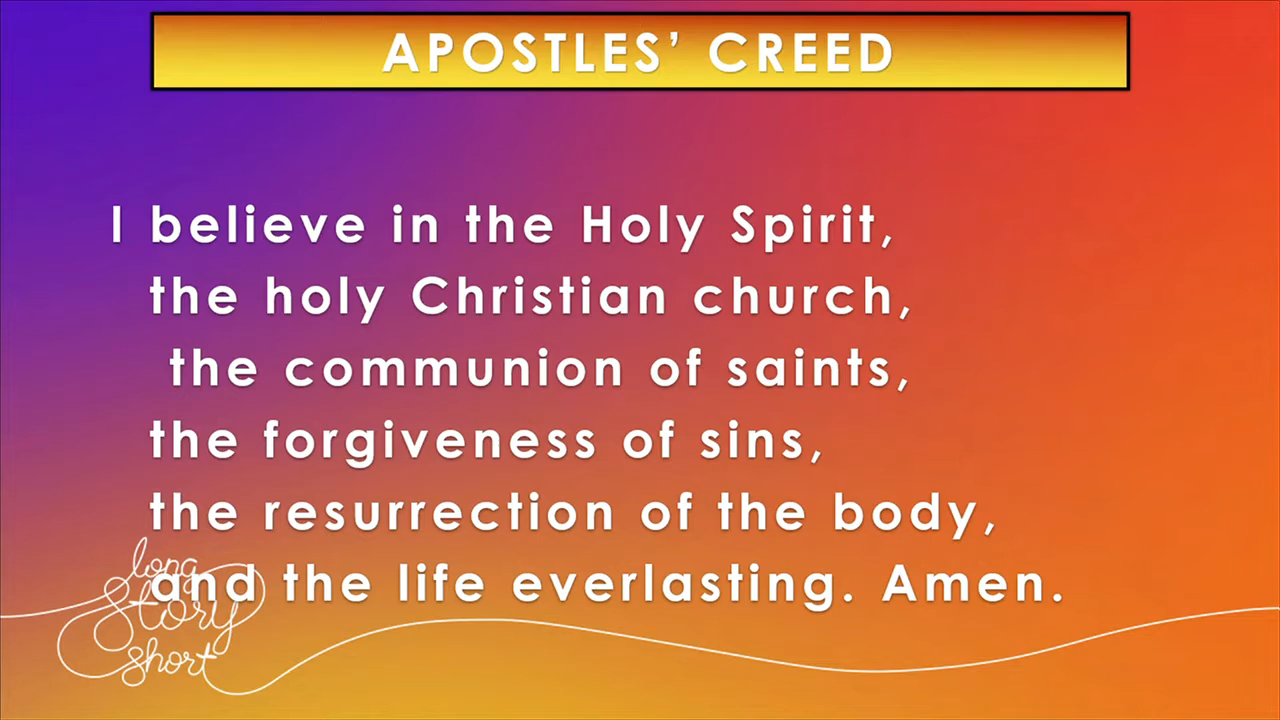 APOSTLES’ CREED
I believe in the Holy Spirit,
the holy Christian church,
the communion of saints,
the forgiveness of sins,
the resurrection of the body,
and the life everlasting. Amen.
long
story
short